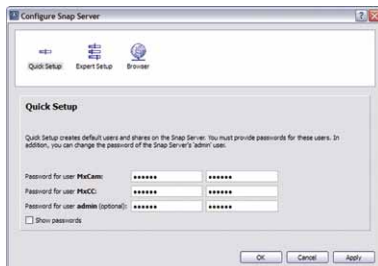 Configure Snap Server
Quick Setup Expert Setup Browser
Quick Setup
Quick Setup creates default users and shares on the Snap Server. You must provide passwords for these users. In
addition, you can change the password of the Snap Server's 'admin' user.
Password for user MxCam: •••••• ••••••
Password for user MxCC: •••••• ••••••
Password for user admin (optional): •••••• ••••••
Show passwords
OK Cancel Apply